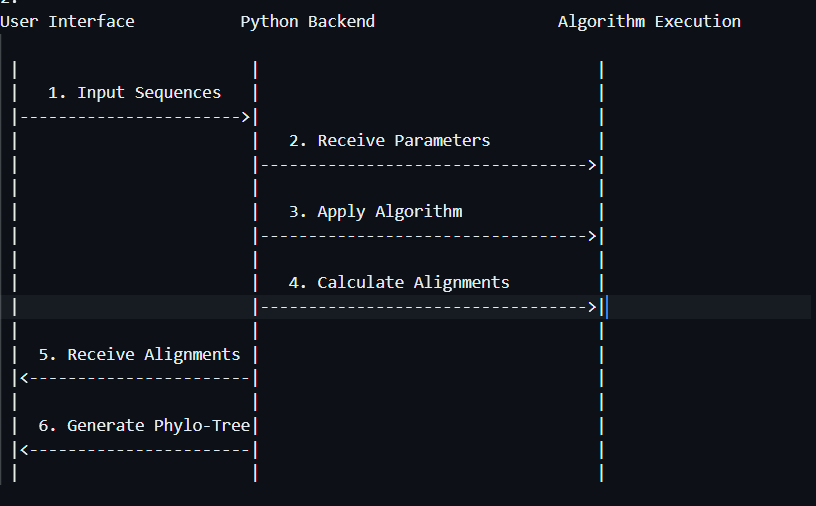 2.
User Interface Python Backend Algorithm Execution
1. Input Sequences
2. Receive Parameters
3. Apply Algorithm
4. Calculate Alignments
5. Receive Alignments
6. Generate Phylo-Tree